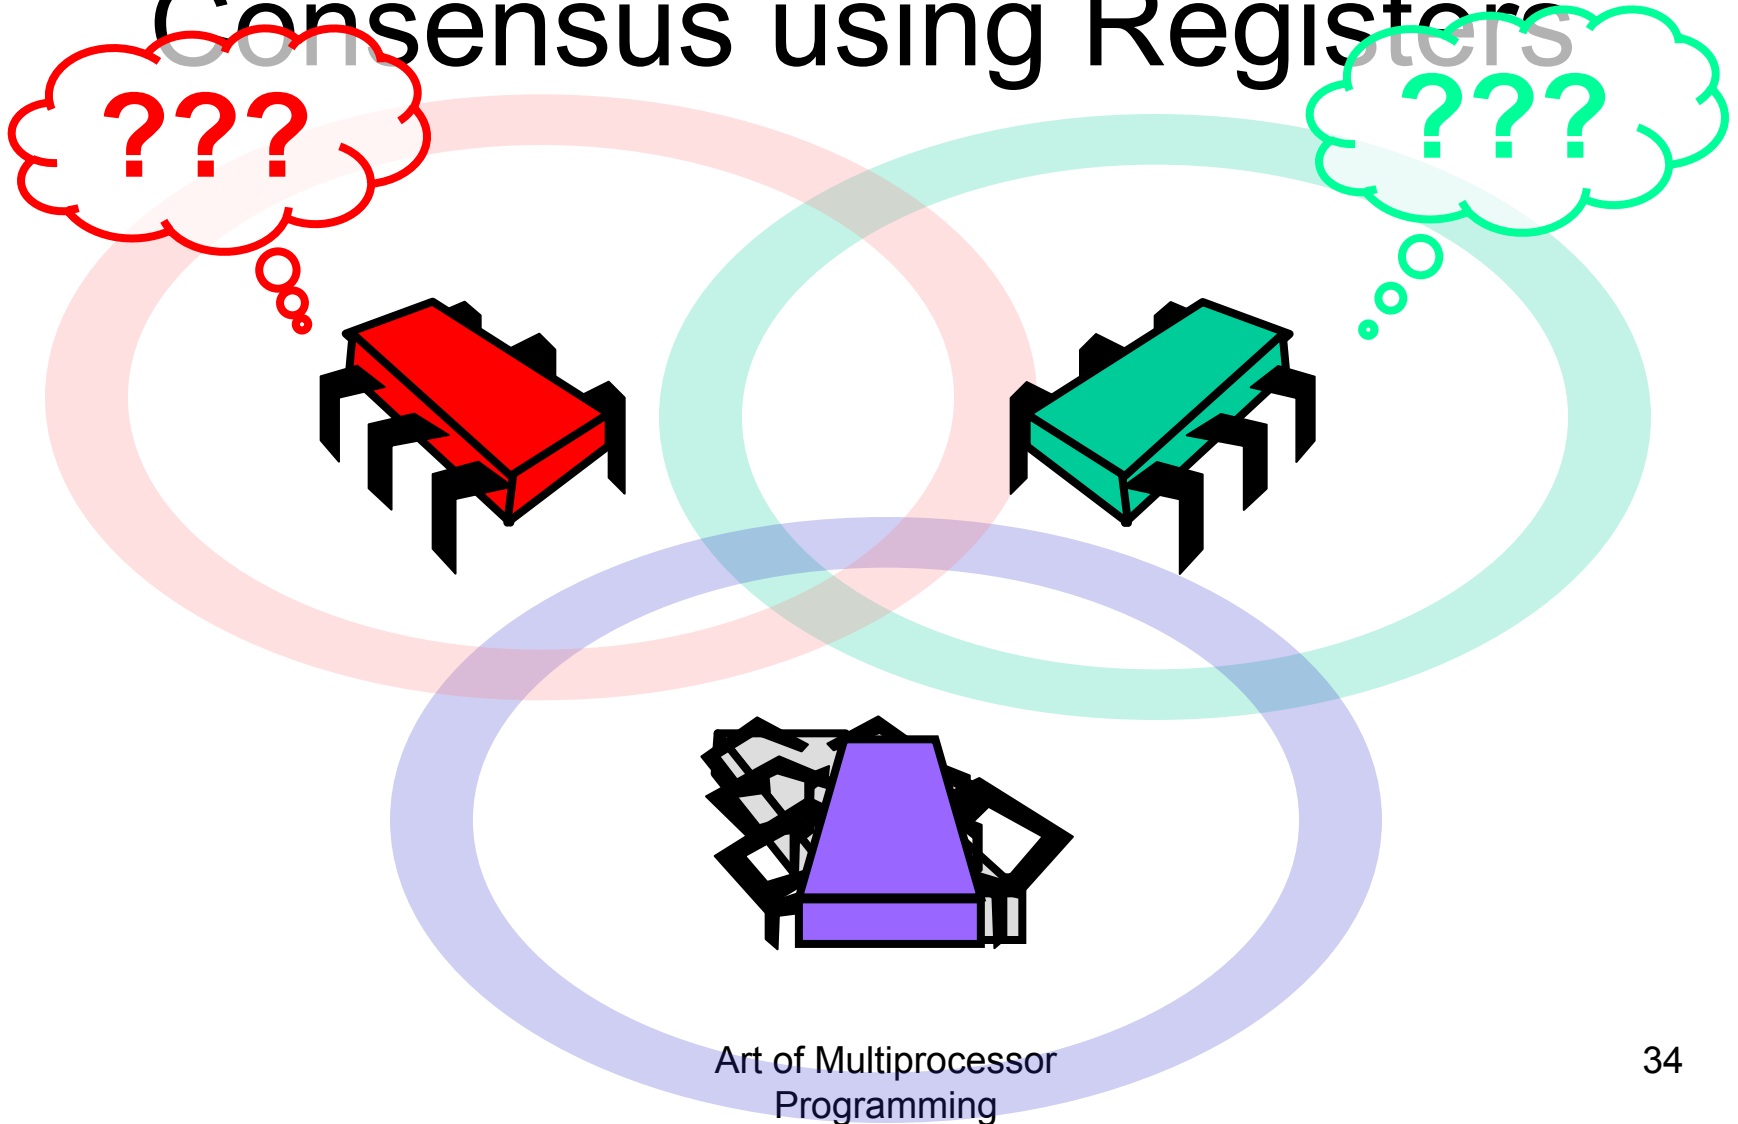 Consensus using Registers
???
???
Art of Multiprocessor
Programming
34